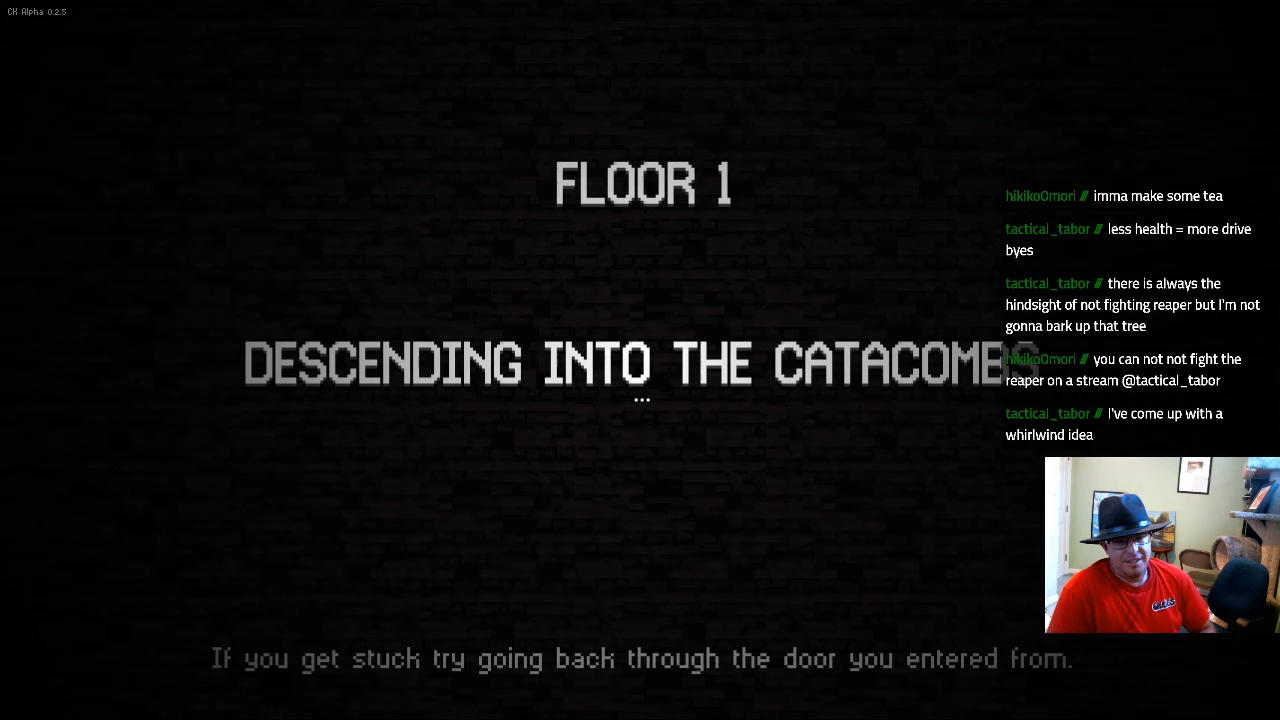 CK Alpha 0.2.5
FLOOR 1
DESCENDING INTO THE CATACOMBS
...
If you get stuck try going back through the door you entered from.
hikikoOmori /// imma make some tea
tactical_tabor /// less health = more drive
byes
tactical_tabor /// there is always the
hindsight of not fighting reaper but I'm not
gonna bark up that tree
hikikoOmori /// you can not not fight the
reaper on a stream @tactical_tabor
tactical_tabor /// I've come up with a
whirlwind idea